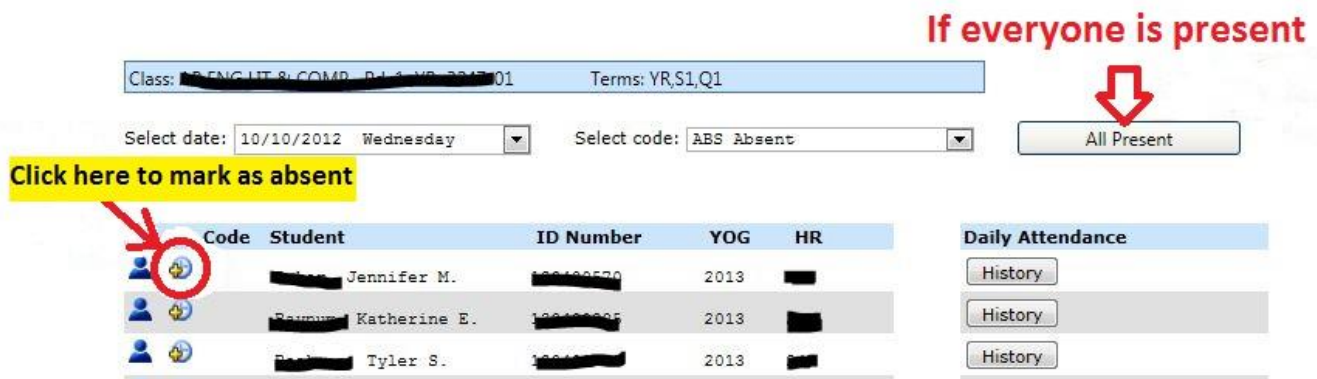 If everyone is present
Class: Terms: YR,S1,Q1
Select date: 10/10/2012 Wednesday Select code: ABS Absent All Present
Click here to mark as absent
Code Student ID Number YOG HR Daily Attendance
Jennifer M. 2013 History
Katherine E. 2013 History
Tyler S. 2013 History